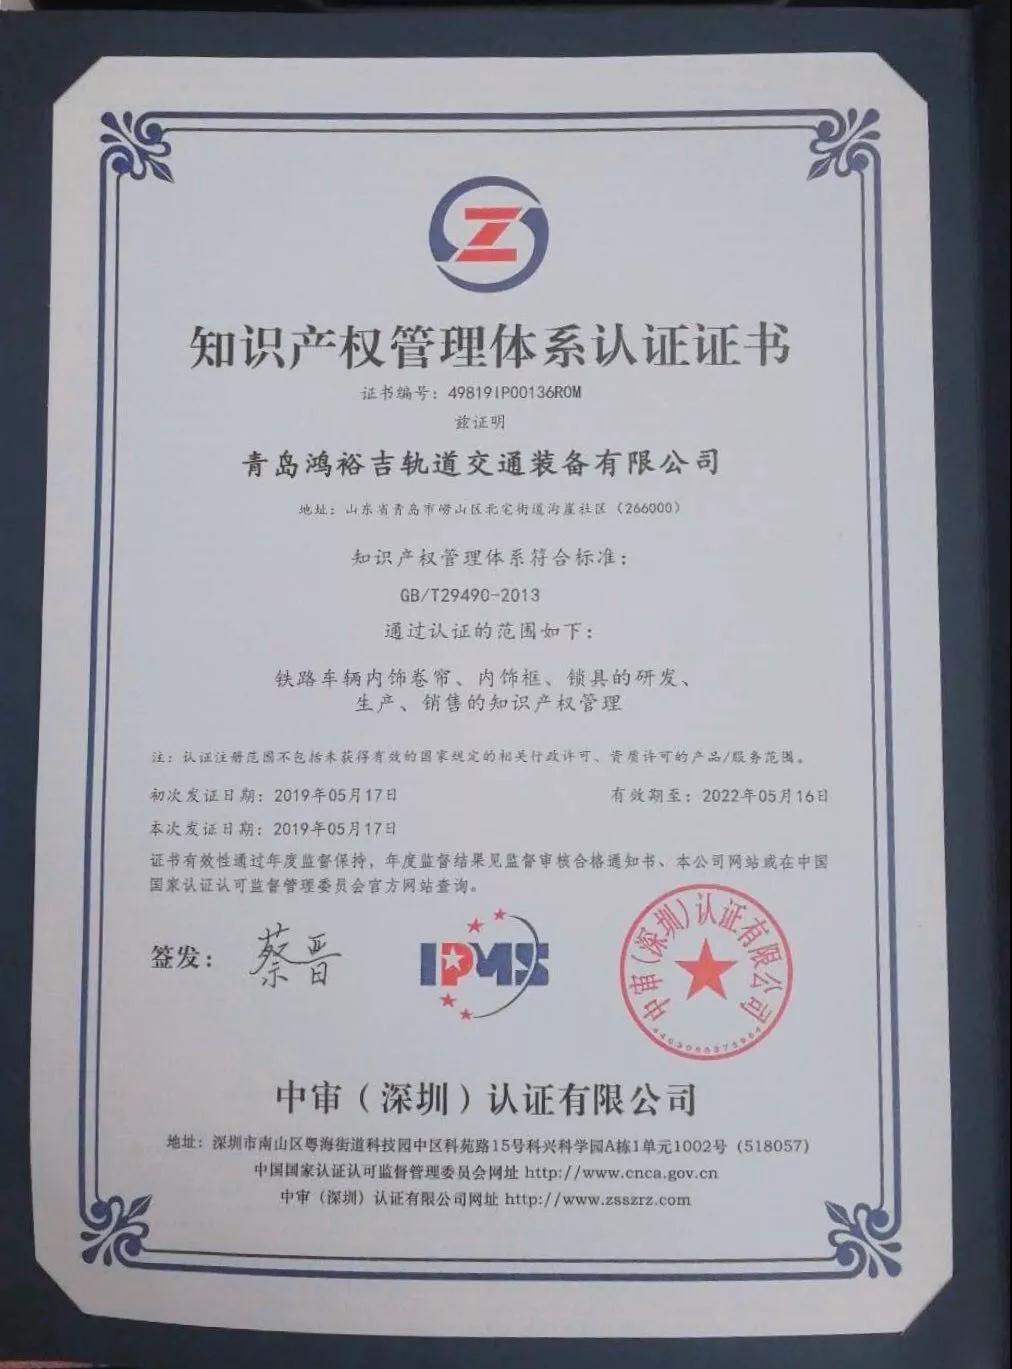 Z
知识产权管理体系认证证书
证书编号：49819IP00136R0M
兹证明
青岛鸿裕吉轨道交通装备有限公司
地址：山东省青岛市崂山区北宅街道沟崖社区（266000）
知识产权管理体系符合标准：
GB/T29490-2013
通过认证的范围如下：
铁路车辆内饰卷帘、内饰框、锁具的研发、
生产、销售的知识产权管理
注：认证注册范围不包括未获得有效的国家规定的相关行政许可、资质许可的产品/服务范围。
初次发证日期：2019年05月17日 有效期至：2022年05月16日
本次发证日期：2019年05月17日
证书有效性通过年度监督保持，年度监督结果见监督审核合格通知书、本公司网站或在中国
国家认证认可监督管理委员会官方网站查询。
签发：蔡晋
IPMS
中审（深圳）认证有限公司
中审（深圳）认证有限公司
地址：深圳市南山区粤海街道科技园中区科苑路15号科兴科学园A栋1单元1002号（518057）
中国国家认证认可监督管理委员会网址 http://www.cnca.gov.cn
中审（深圳）认证有限公司网址 http://www.zsszrz.com